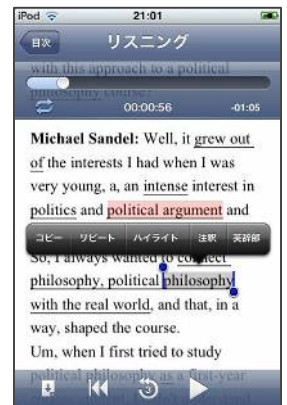 iPod 21:01
目次 リスニング
with this approach to a political
philosophy course?
00:00:56 -01:05
Michael Sandel: Well, it grew out
of the interests I had when I was
very young, a, an intense interest in
politics and political argument and
コピー リピート ハイライト 注釈 英辞郎
So, I always wanted to connect
philosophy, political philosophy
with the real world, and that, in a
way, shaped the course.
Um, when I first tried to study
political philosophy as a first-year
3